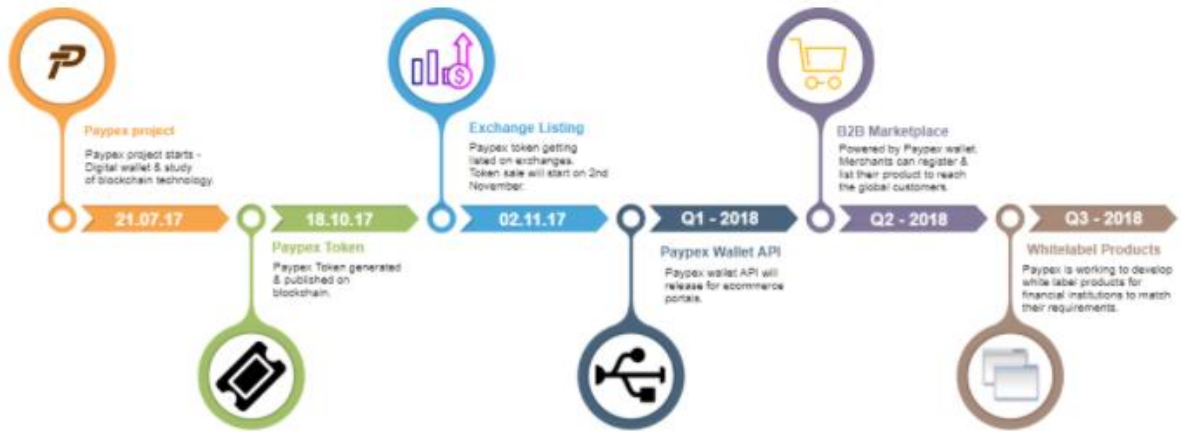 Paypex project
Paypex project starts -
Digital wallet & study
of blockchain technology.
Exchange Listing
Paypex token getting
listed on exchanges.
Token sale will start on 2nd
November.
B2B Marketplace
Powered by Paypex wallet.
Merchants can register &
list their product to reach
the global customers.
21.07.17
18.10.17
02.11.17
Q1 - 2018
Q2 - 2018
Q3 - 2018
Paypex Token
Paypex Token generated
& published on
blockchain.
Paypex Wallet API
Paypex wallet API will
release for ecommerce
portals.
Whitelabel Products
Paypex is working to develop
white label products for
financial institutions to match
their requirements.